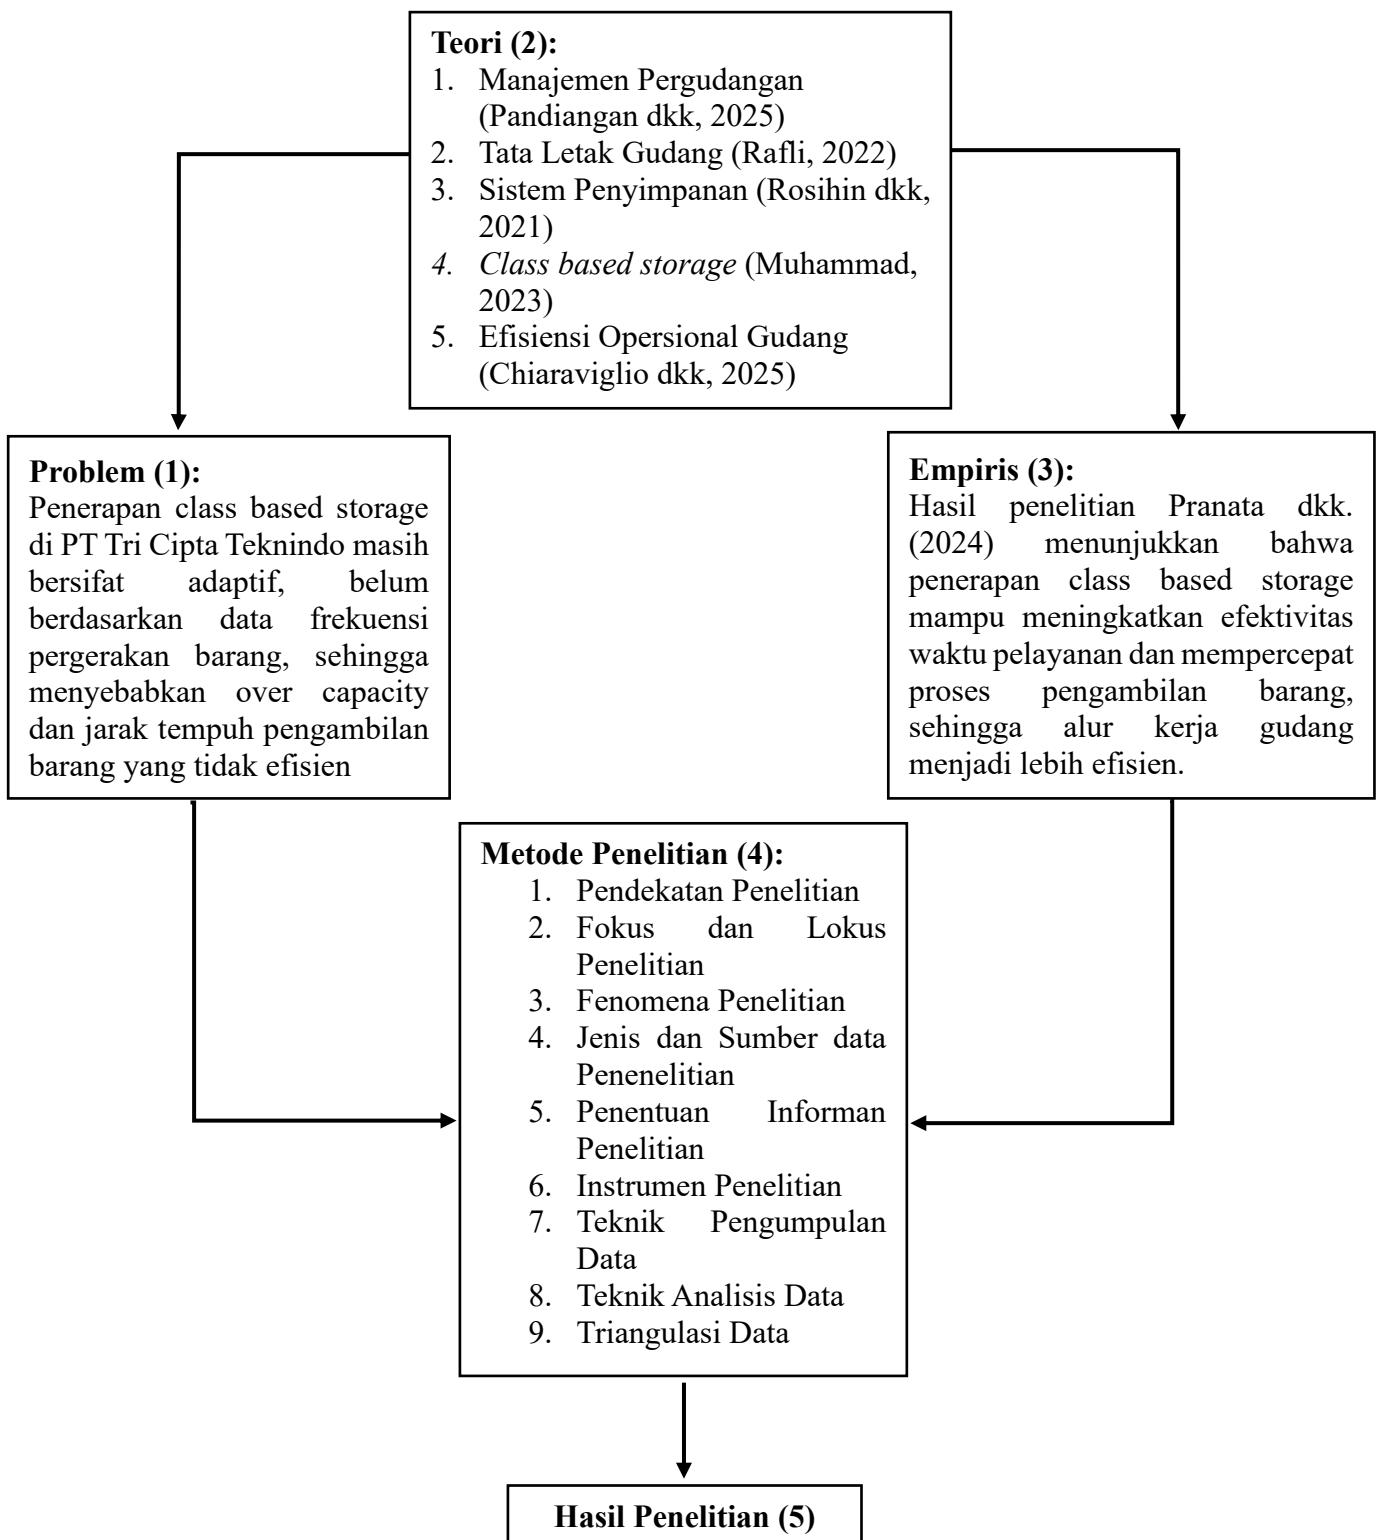 Teori (2):
1. Manajemen Pergudangan
(Pandiangan dkk, 2025)
2. Tata Letak Gudang (Rafli, 2022)
3. Sistem Penyimpanan (Rosihin dkk,
2021)
4. Class based storage (Muhammad,
2023)
5. Efisiensi Opersional Gudang
(Chiaraviglio dkk, 2025)
Problem (1):
Penerapan class based storage
di PT Tri Cipta Teknindo masih
bersifat adaptif, belum
berdasarkan data frekuensi
pergerakan barang, sehingga
menyebabkan over capacity
dan jarak tempuh pengambilan
barang yang tidak efisien
Empiris (3):
Hasil penelitian Pranata dkk.
(2024) menunjukkan bahwa
penerapan class based storage
mampu meningkatkan efektivitas
waktu pelayanan dan mempercepat
proses pengambilan barang,
sehingga alur kerja gudang
menjadi lebih efisien.
Metode Penelitian (4):
1. Pendekatan Penelitian
2. Fokus dan Lokus
Penelitian
3. Fenomena Penelitian
4. Jenis dan Sumber data
Penenelitian
5. Penentuan Informan
Penelitian
6. Instrumen Penelitian
7. Teknik Pengumpulan
Data
8. Teknik Analisis Data
9. Triangulasi Data
Hasil Penelitian (5)